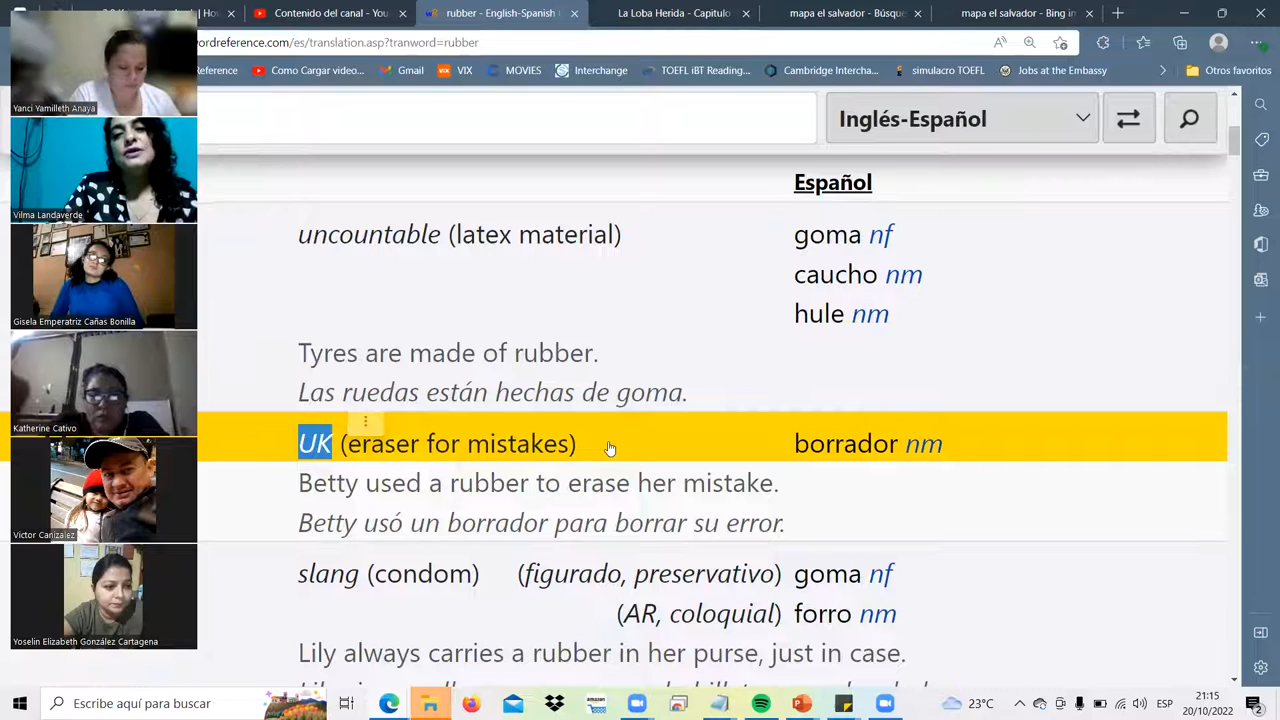 Contenido del canal - You
rubber - English-Spanish
La Loba Herida - Capitulo
mapa el salvador - Búsque
mapa el salvador - Bing in
ordreference.com/es/translation.asp?tranword=rubber
Reference
Como Cargar video...
Gmail
VIX
MOVIES
Interchange
TOEFL iBT Reading...
Cambridge Intercha...
simulacro TOEFL
Jobs at the Embassy
Otros favoritos
Inglés-Español
Español
uncountable (latex material)
goma nf
caucho nm
hule nm
Tyres are made of rubber.
Las ruedas están hechas de goma.
UK (eraser for mistakes)
borrador nm
Betty used a rubber to erase her mistake.
Betty usó un borrador para borrar su error.
slang (condom)
(figurado, preservativo)
goma nf
(AR, coloquial)
forro nm
Lily always carries a rubber in her purse, just in case.
Yanci Yamilleth Anaya
Vilma Landaverde
Gisela Emperatriz Cañas Bonilla
Katherine Cativo
Victor Canizalez
Yoselin Elizabeth González Cartagena
Escribe aquí para buscar
23°C
ESP
21:15
20/10/2022
2